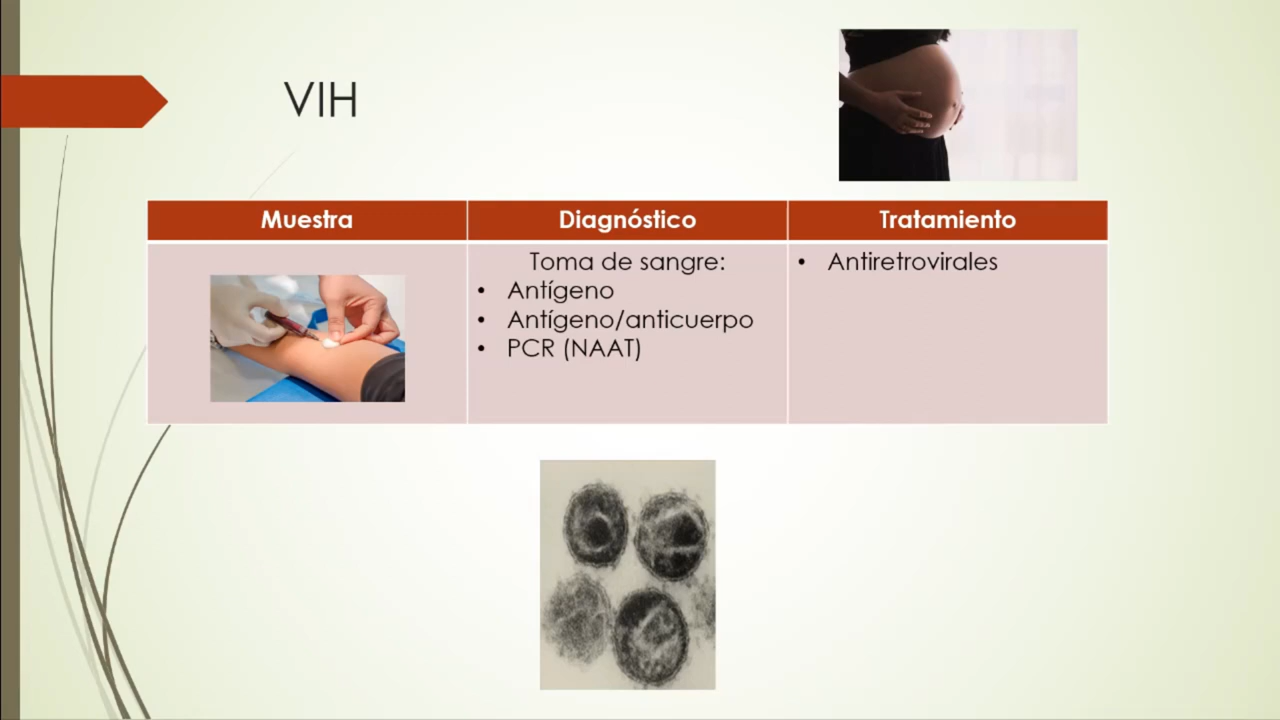 VIH
Muestra
Diagnóstico
Tratamiento
Toma de sangre:
• Antígeno
• Antígeno/anticuerpo
• PCR (NAAT)
• Antiretrovirales